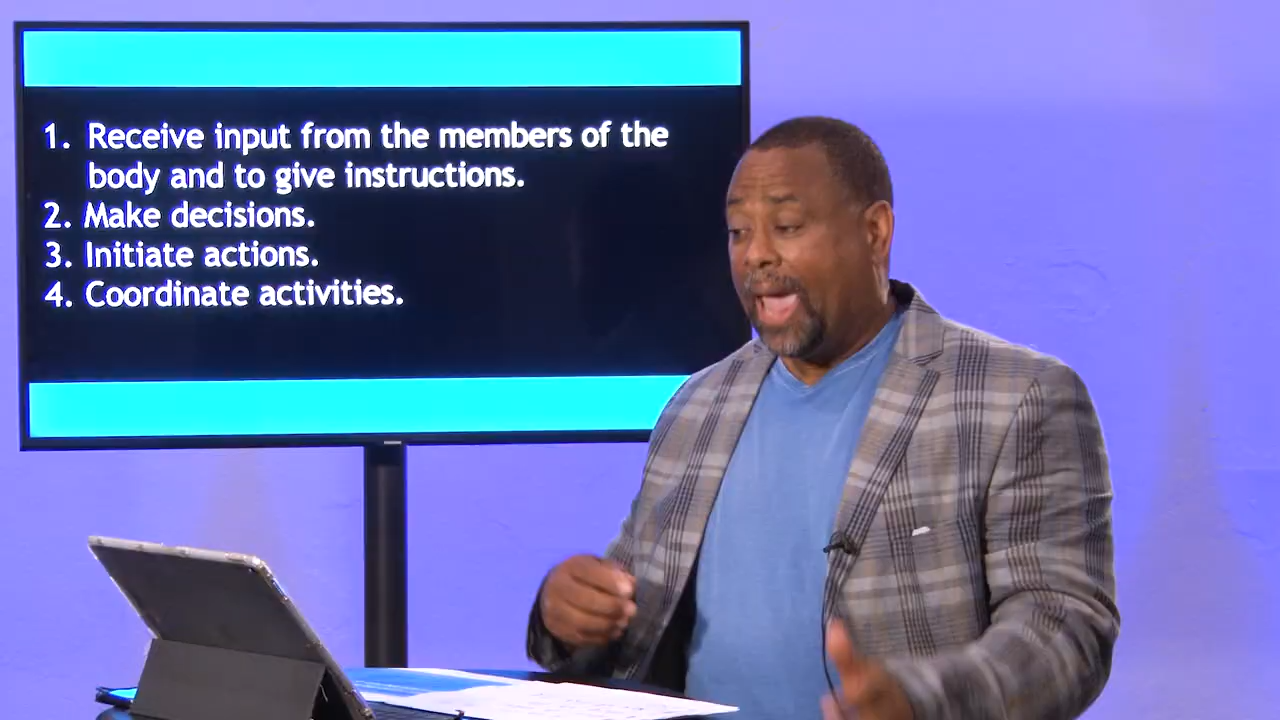 1. Receive input from the members of the
body and to give instructions.
2. Make decisions.
3. Initiate actions.
4. Coordinate activities.